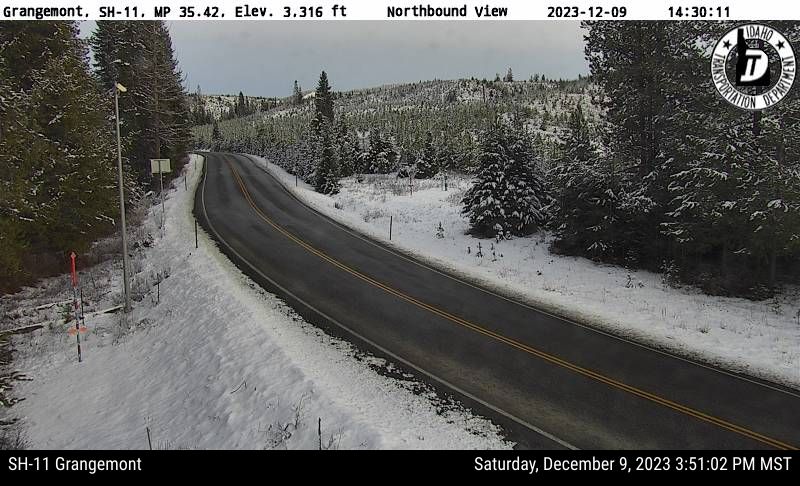 Grangemont, SH-11, MP 35.42, Elev. 3,316 ft Northbound View 2023-12-09 14:30:11
IDAHO
TRANSPORTATION DEPARTMENT
SH-11 Grangemont Saturday, December 9, 2023 3:51:02 PM MST